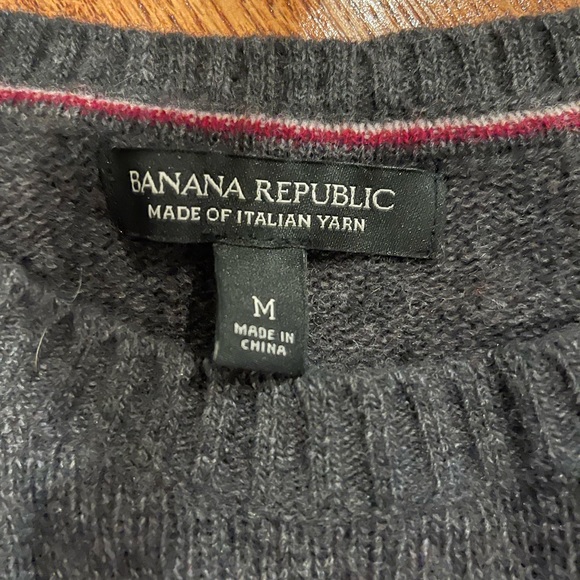 BANANA REPUBLIC
MADE OF ITALIAN YARN
M
MADE IN
CHINA